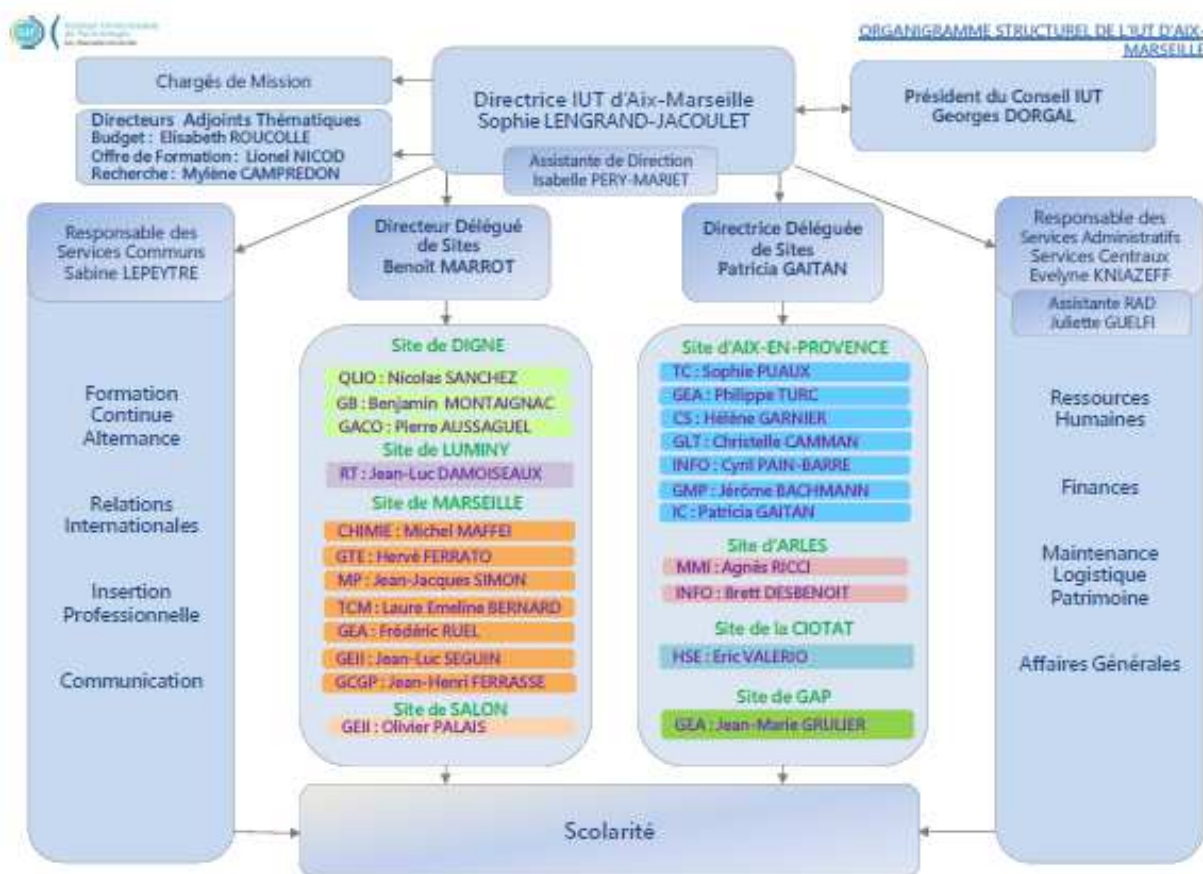 ORGANIGRAMME STRUCTUREL DE L'IUT D'AIX-
MARSEILLE
Chargés de Mission
Directeurs Adjoints Thématiques
Budget : Elisabeth ROUCOLLE
Offre de Formation : Lionel NICOD
Recherche : Mylène CAMPREDON
Directrice IUT d'Aix-Marseille
Sophie LENGRAND-JACOULET
Assistante de Direction
Isabelle PERY-MARIET
Président du Conseil IUT
Georges DORGAL
Responsable des
Services Communs
Sabine LEPEYTRE
Formation
Continue
Alternance
Relations
Internationales
Insertion
Professionnelle
Communication
Directeur Délégué
de Sites
Benoît MARROT
Site de DIGNE
QLIO : Nicolas SANCHEZ
GB : Benjamin MONTAIGNAC
GACO : Pierre AUSSAGUEL
Site de LUMINY
RT : Jean-Luc DAMOISEAUX
Site de MARSEILLE
CHIMIE : Michel MAFFEI
GTE : Hervé FERRATO
MP : Jean-Jacques SIMON
TCM : Laure Emeline BERNARD
GEA : Frédéric RUEL
GEII : Jean-Luc SEGUIN
GCGP : Jean-Henri FERRASSE
Site de SALON
GEII : Olivier PALAIS
Directrice Déléguée
de Sites
Patricia GAITAN
Site d'AIX-EN-PROVENCE
TC : Sophie PUAUX
GEA : Philippe TURC
CS : Hélène GARNIER
GLT : Christelle CAMMAN
INFO : Cyril PAIN-BARRE
GMP : Jérôme BACHMANN
IC : Patricia GAITAN
Site d'ARLES
MMI : Agnès RICCI
INFO : Brett DESBENOIT
Site de la CIOTAT
HSE : Eric VALERIO
Site de GAP
GEA : Jean-Marie GRULIER
Responsable des
Services Administratifs
Services Centraux
Evelyne KNIAZEFF
Assistante RAD
Juliette GUELFI
Ressources
Humaines
Finances
Maintenance
Logistique
Patrimoine
Affaires Générales
Scolarité